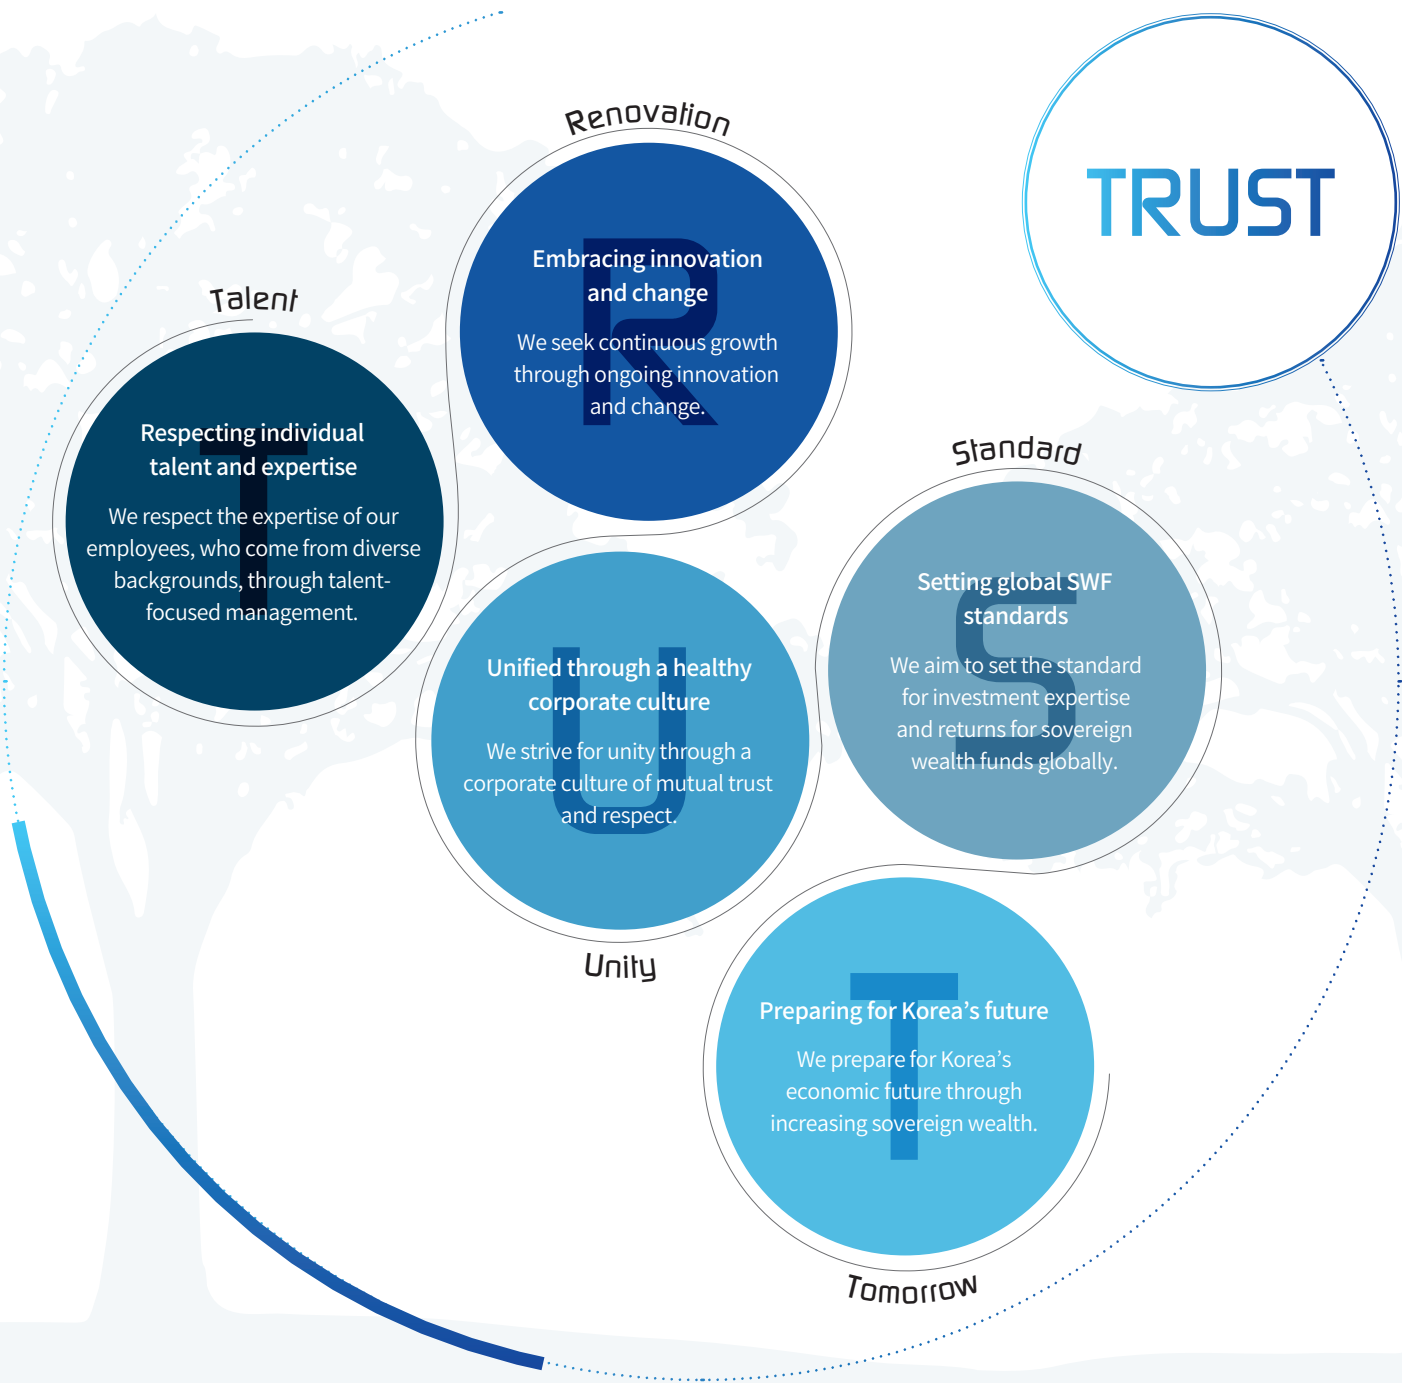 TRUST
Talent
T
Respecting individual
talent and expertise
We respect the expertise of our
employees, who come from diverse
backgrounds, through talent-
focused management.
Renovation
R
Embracing innovation
and change
We seek continuous growth
through ongoing innovation
and change.
Unity
U
Unified through a healthy
corporate culture
We strive for unity through a
corporate culture of mutual trust
and respect.
Standard
S
Setting global SWF
standards
We aim to set the standard
for investment expertise
and returns for sovereign
wealth funds globally.
Tomorrow
T
Preparing for Korea’s future
We prepare for Korea’s
economic future through
increasing sovereign wealth.